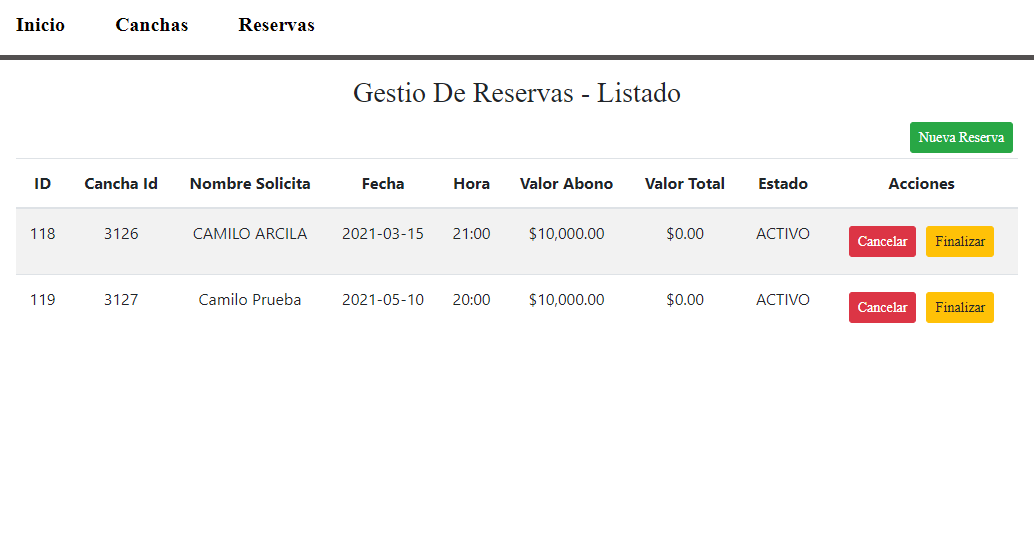 Inicio Canchas Reservas
Gestio De Reservas - Listado
Nueva Reserva
ID Cancha Id Nombre Solicita Fecha Hora Valor Abono Valor Total Estado Acciones
118 3126 CAMILO ARCILA 2021-03-15 21:00 $10,000.00 $0.00 ACTIVO Cancelar Finalizar
119 3127 Camilo Prueba 2021-05-10 20:00 $10,000.00 $0.00 ACTIVO Cancelar Finalizar